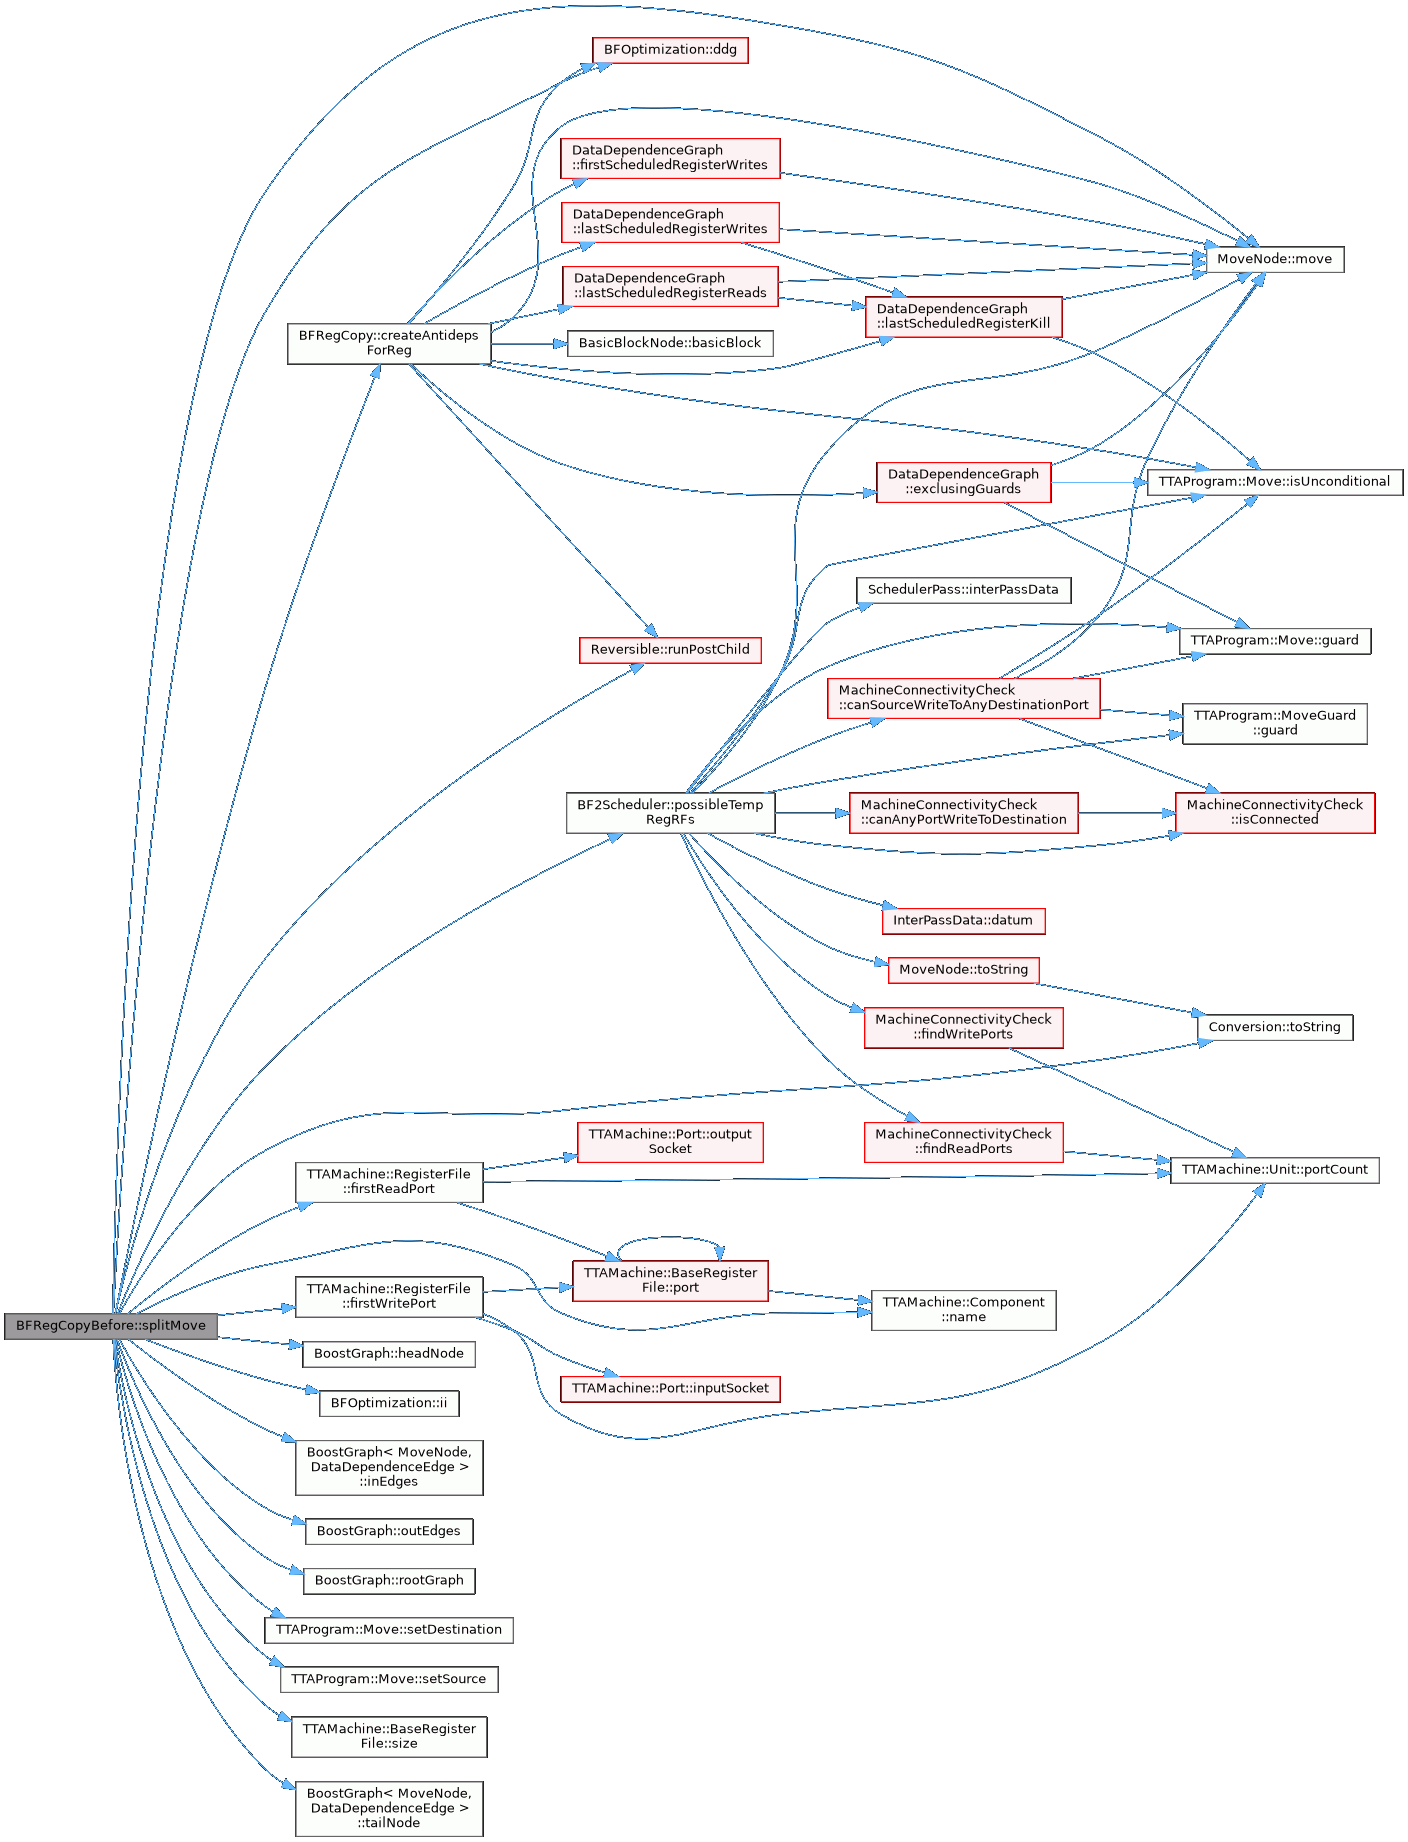 BFOptimization::ddg
DataDependenceGraph
::firstScheduledRegisterWrites
DataDependenceGraph
::lastScheduledRegisterWrites
MoveNode::move
DataDependenceGraph
::lastScheduledRegisterReads
DataDependenceGraph
::lastScheduledRegisterKill
BFRegCopy::createAntideps
ForReg
BasicBlockNode::basicBlock
DataDependenceGraph
::exclusingGuards
TTAProgram::Move::isUnconditional
SchedulerPass::interPassData
TTAProgram::Move::guard
Reversible::runPostChild
MachineConnectivityCheck
::canSourceWriteToAnyDestinationPort
TTAProgram::MoveGuard
::guard
BF2Scheduler::possibleTemp
RegRFs
MachineConnectivityCheck
::canAnyPortWriteToDestination
MachineConnectivityCheck
::isConnected
InterPassData::datum
MoveNode::toString
MachineConnectivityCheck
::findWritePorts
Conversion::toString
TTAMachine::Port::output
Socket
MachineConnectivityCheck
::findReadPorts
TTAMachine::Unit::portCount
TTAMachine::RegisterFile
::firstReadPort
TTAMachine::BaseRegister
File::port
TTAMachine::RegisterFile
::firstWritePort
TTAMachine::Component
::name
BFRegCopyBefore::splitMove
BoostGraph::headNode
TTAMachine::Port::inputSocket
BFOptimization::ii
BoostGraph< MoveNode,
DataDependenceEdge >
::inEdges
BoostGraph::outEdges
BoostGraph::rootGraph
TTAProgram::Move::setDestination
TTAProgram::Move::setSource
TTAMachine::BaseRegister
File::size
BoostGraph< MoveNode,
DataDependenceEdge >
::tailNode